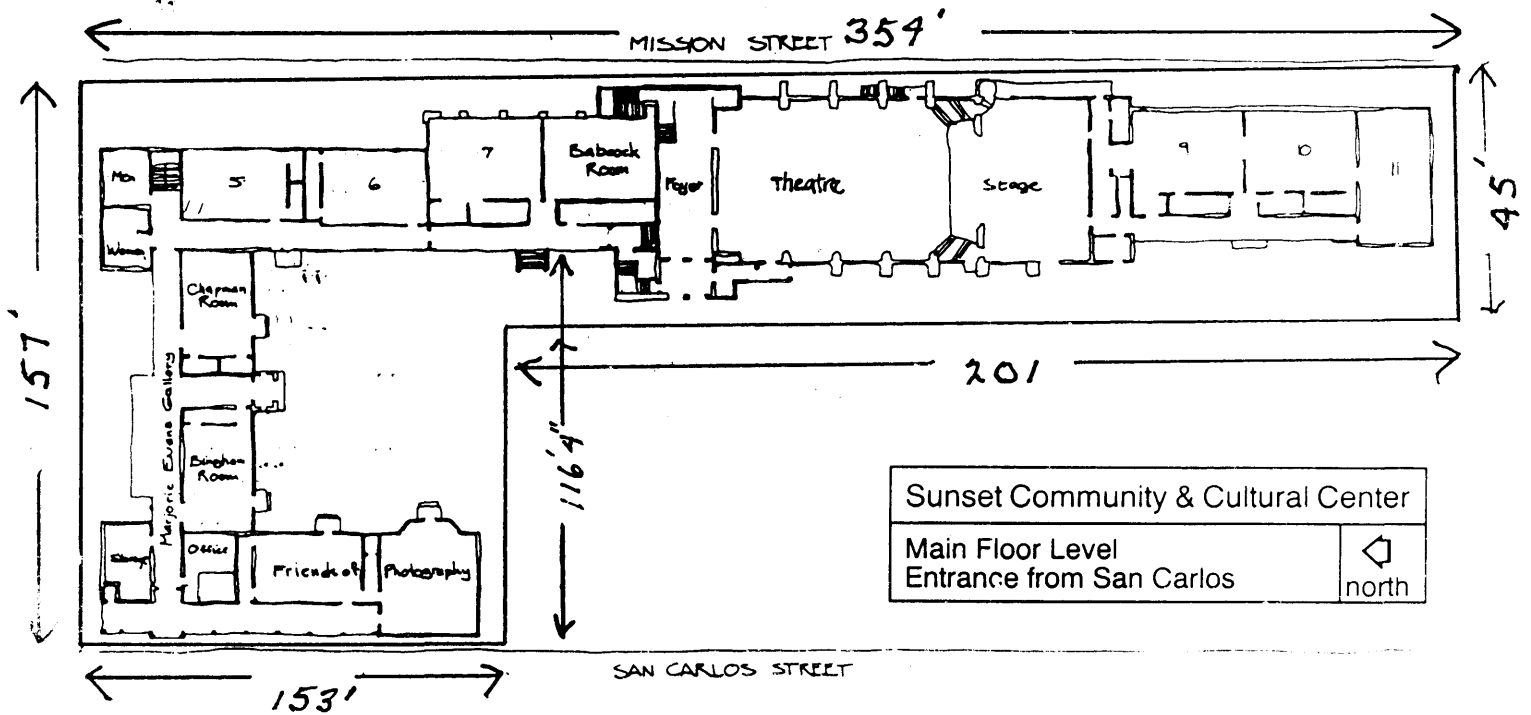 MISSION STREET 354'
157'
45'
Men
5
6
7
Babcock
Room
Foyer
Theatre
Stage
9
10
11
Women
Chapman
Room
Marjorie Evans Gallery
Bingham
Room
201
116'4"
Office
Friends of
Photography
Sunset Community & Cultural Center
Main Floor Level
Entrance from San Carlos
north
SAN CARLOS STREET
153'